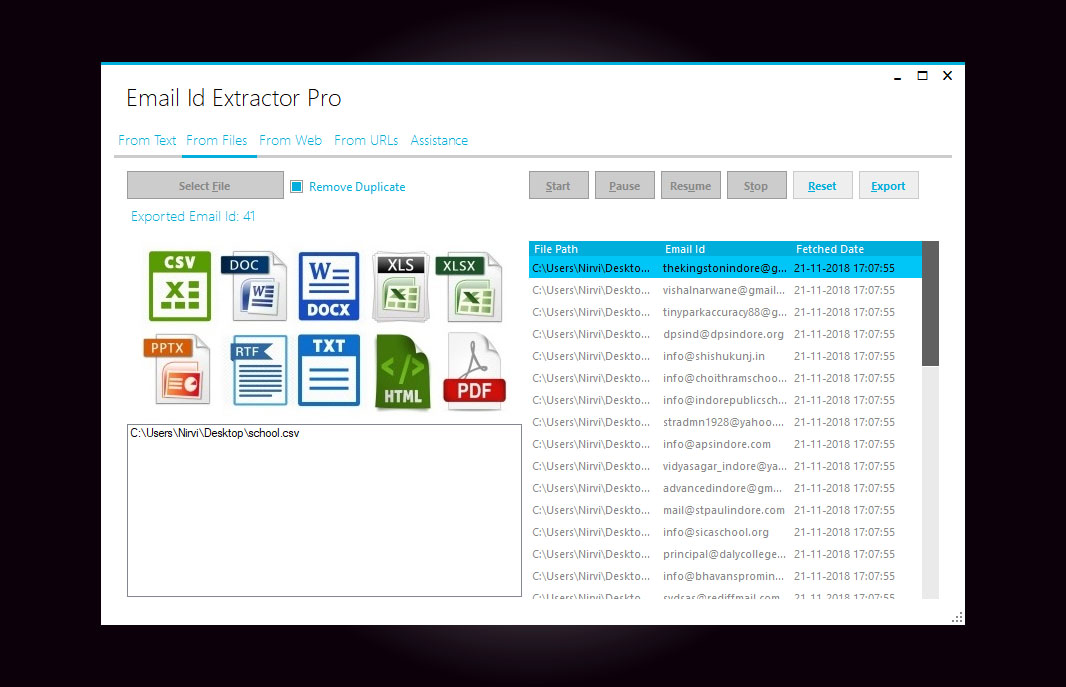 Email Id Extractor Pro
From Text From Files From Web From URLs Assistance
Select File Remove Duplicate Start Pause Resume Stop Reset Export
Exported Email Id: 41
File Path Email Id Fetched Date
C:\Users\Nirvi\Deskto... thekingstonindore@g... 21-11-2018 17:07:55
C:\Users\Nirvi\Deskto... vishalnarwane@gmail... 21-11-2018 17:07:55
C:\Users\Nirvi\Deskto... tinyparkaccuracy88@g... 21-11-2018 17:07:55
C:\Users\Nirvi\Deskto... dpsind@dpsindore.org 21-11-2018 17:07:55
C:\Users\Nirvi\Deskto... info@shishukunj.in 21-11-2018 17:07:55
C:\Users\Nirvi\Deskto... info@choithramschoo... 21-11-2018 17:07:55
C:\Users\Nirvi\Deskto... info@indorepublicsch... 21-11-2018 17:07:55
C:\Users\Nirvi\Deskto... stradmn1928@yahoo.... 21-11-2018 17:07:55
C:\Users\Nirvi\Deskto... info@apsindore.com 21-11-2018 17:07:55
C:\Users\Nirvi\Deskto... vidyasagar_indore@ya... 21-11-2018 17:07:55
C:\Users\Nirvi\Deskto... advancedindore@gm... 21-11-2018 17:07:55
C:\Users\Nirvi\Deskto... mail@stpaulindore.com 21-11-2018 17:07:55
C:\Users\Nirvi\Deskto... info@sicaschool.org 21-11-2018 17:07:55
C:\Users\Nirvi\Deskto... principal@dalycollege... 21-11-2018 17:07:55
C:\Users\Nirvi\Deskto... info@bhavanspromin... 21-11-2018 17:07:55
C:\Users\Nirvi\Deskto... sydsas@rediffmail.com 21-11-2018 17:07:55
CSV DOC W DOCX XLS XLSX
PPTX RTF TXT HTML PDF
C:\Users\Nirvi\Desktop\school.csv